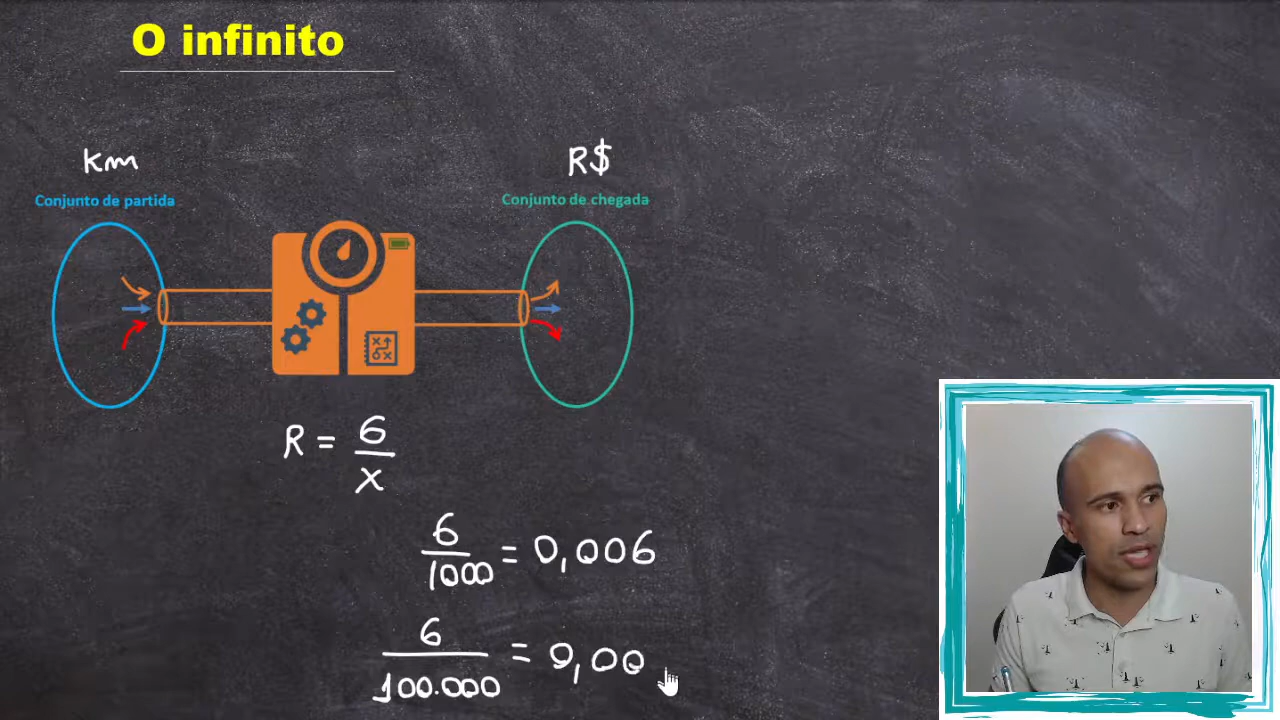 O infinito
Km
R$
Conjunto de partida
Conjunto de chegada
R = 6/x
6/1000 = 0,006
6/100.000 = 0,00